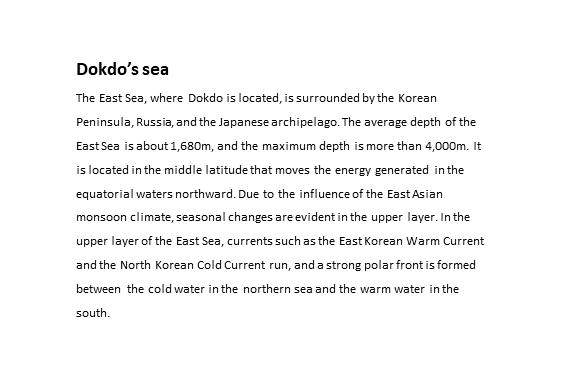 Dokdo’s sea
The East Sea, where Dokdo is located, is surrounded by the Korean
Peninsula, Russia, and the Japanese archipelago. The average depth of the
East Sea is about 1,680m, and the maximum depth is more than 4,000m. It
is located in the middle latitude that moves the energy generated in the
equatorial waters northward. Due to the influence of the East Asian
monsoon climate, seasonal changes are evident in the upper layer. In the
upper layer of the East Sea, currents such as the East Korean Warm Current
and the North Korean Cold Current run, and a strong polar front is formed
between the cold water in the northern sea and the warm water in the
south.